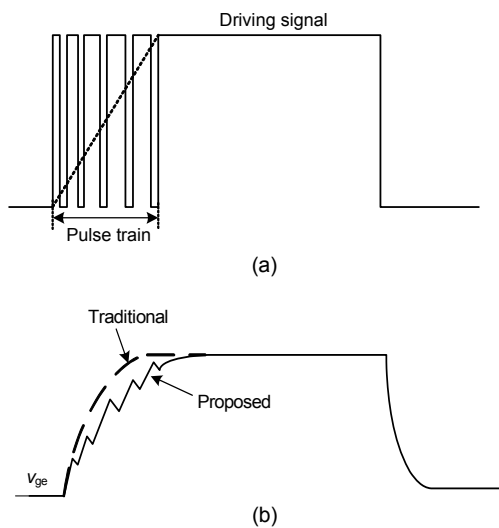 Driving signal
Pulse train
(a)
Traditional
Proposed
vge
(b)